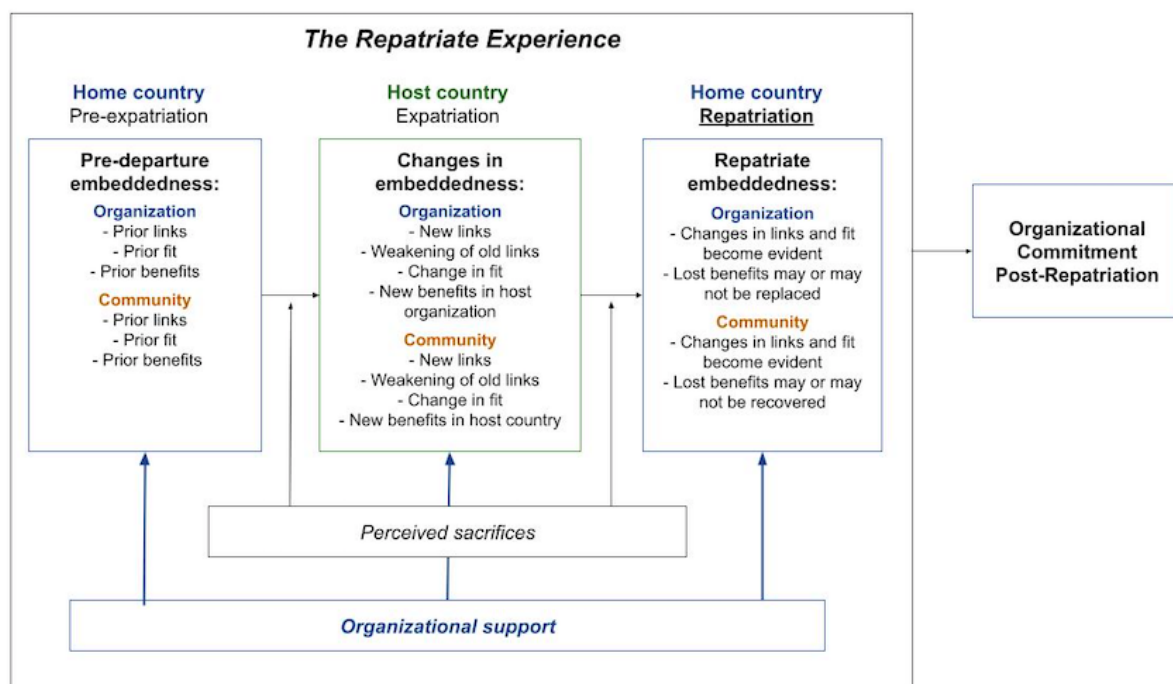 The Repatriate Experience
Home country
Pre-expatriation
Pre-departure
embeddedness:
Organization
- Prior links
- Prior fit
- Prior benefits
Community
- Prior links
- Prior fit
- Prior benefits
Host country
Expatriation
Changes in
embeddedness:
Organization
- New links
- Weakening of old links
- Change in fit
- New benefits in host
organization
Community
- New links
- Weakening of old links
- Change in fit
- New benefits in host country
Home country
Repatriation
Repatriate
embeddedness:
Organization
- Changes in links and fit
become evident
- Lost benefits may or may
not be replaced
Community
- Changes in links and fit
become evident
- Lost benefits may or may
not be recovered
Organizational
Commitment
Post-Repatriation
Perceived sacrifices
Organizational support